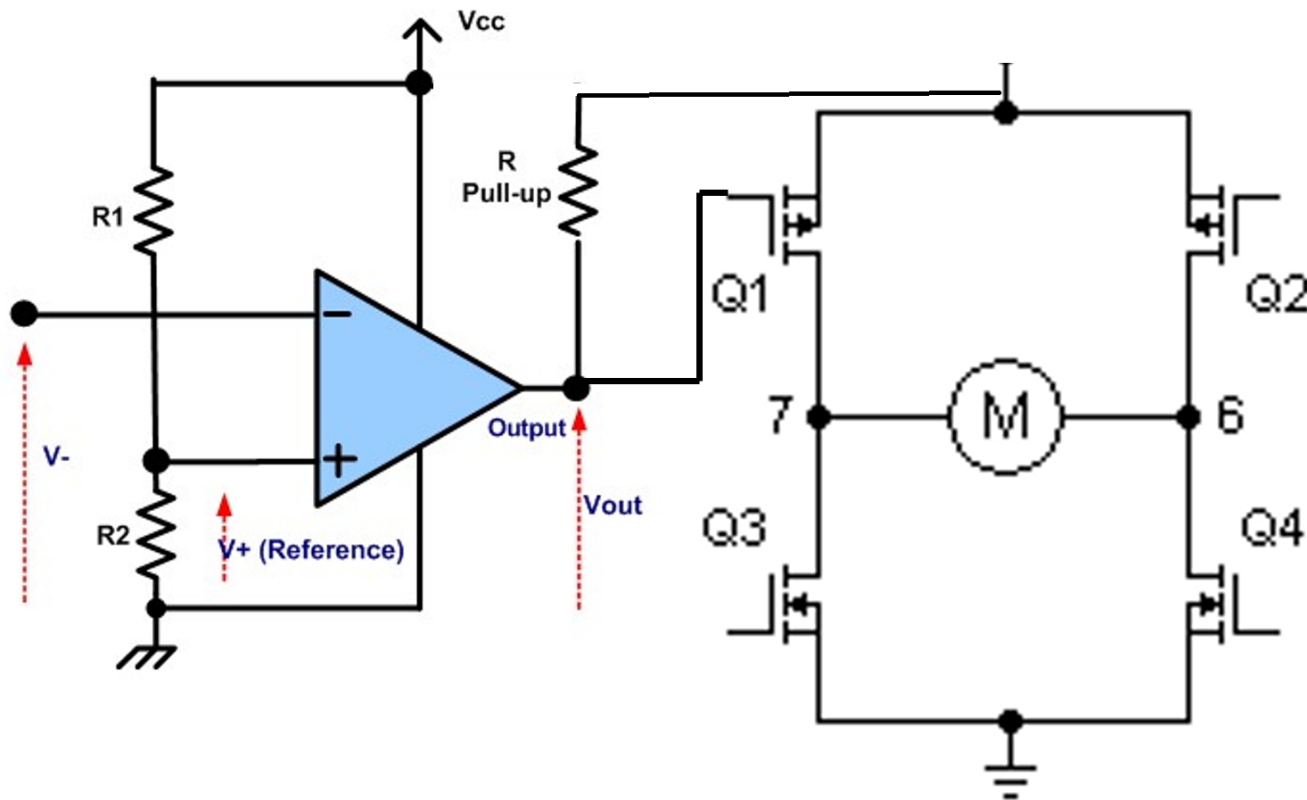 Vcc
R
Pull-up
R1
Q1
Q2
−
7
M
6
Output
V-
+
Vout
Q3
Q4
R2
V+ (Reference)